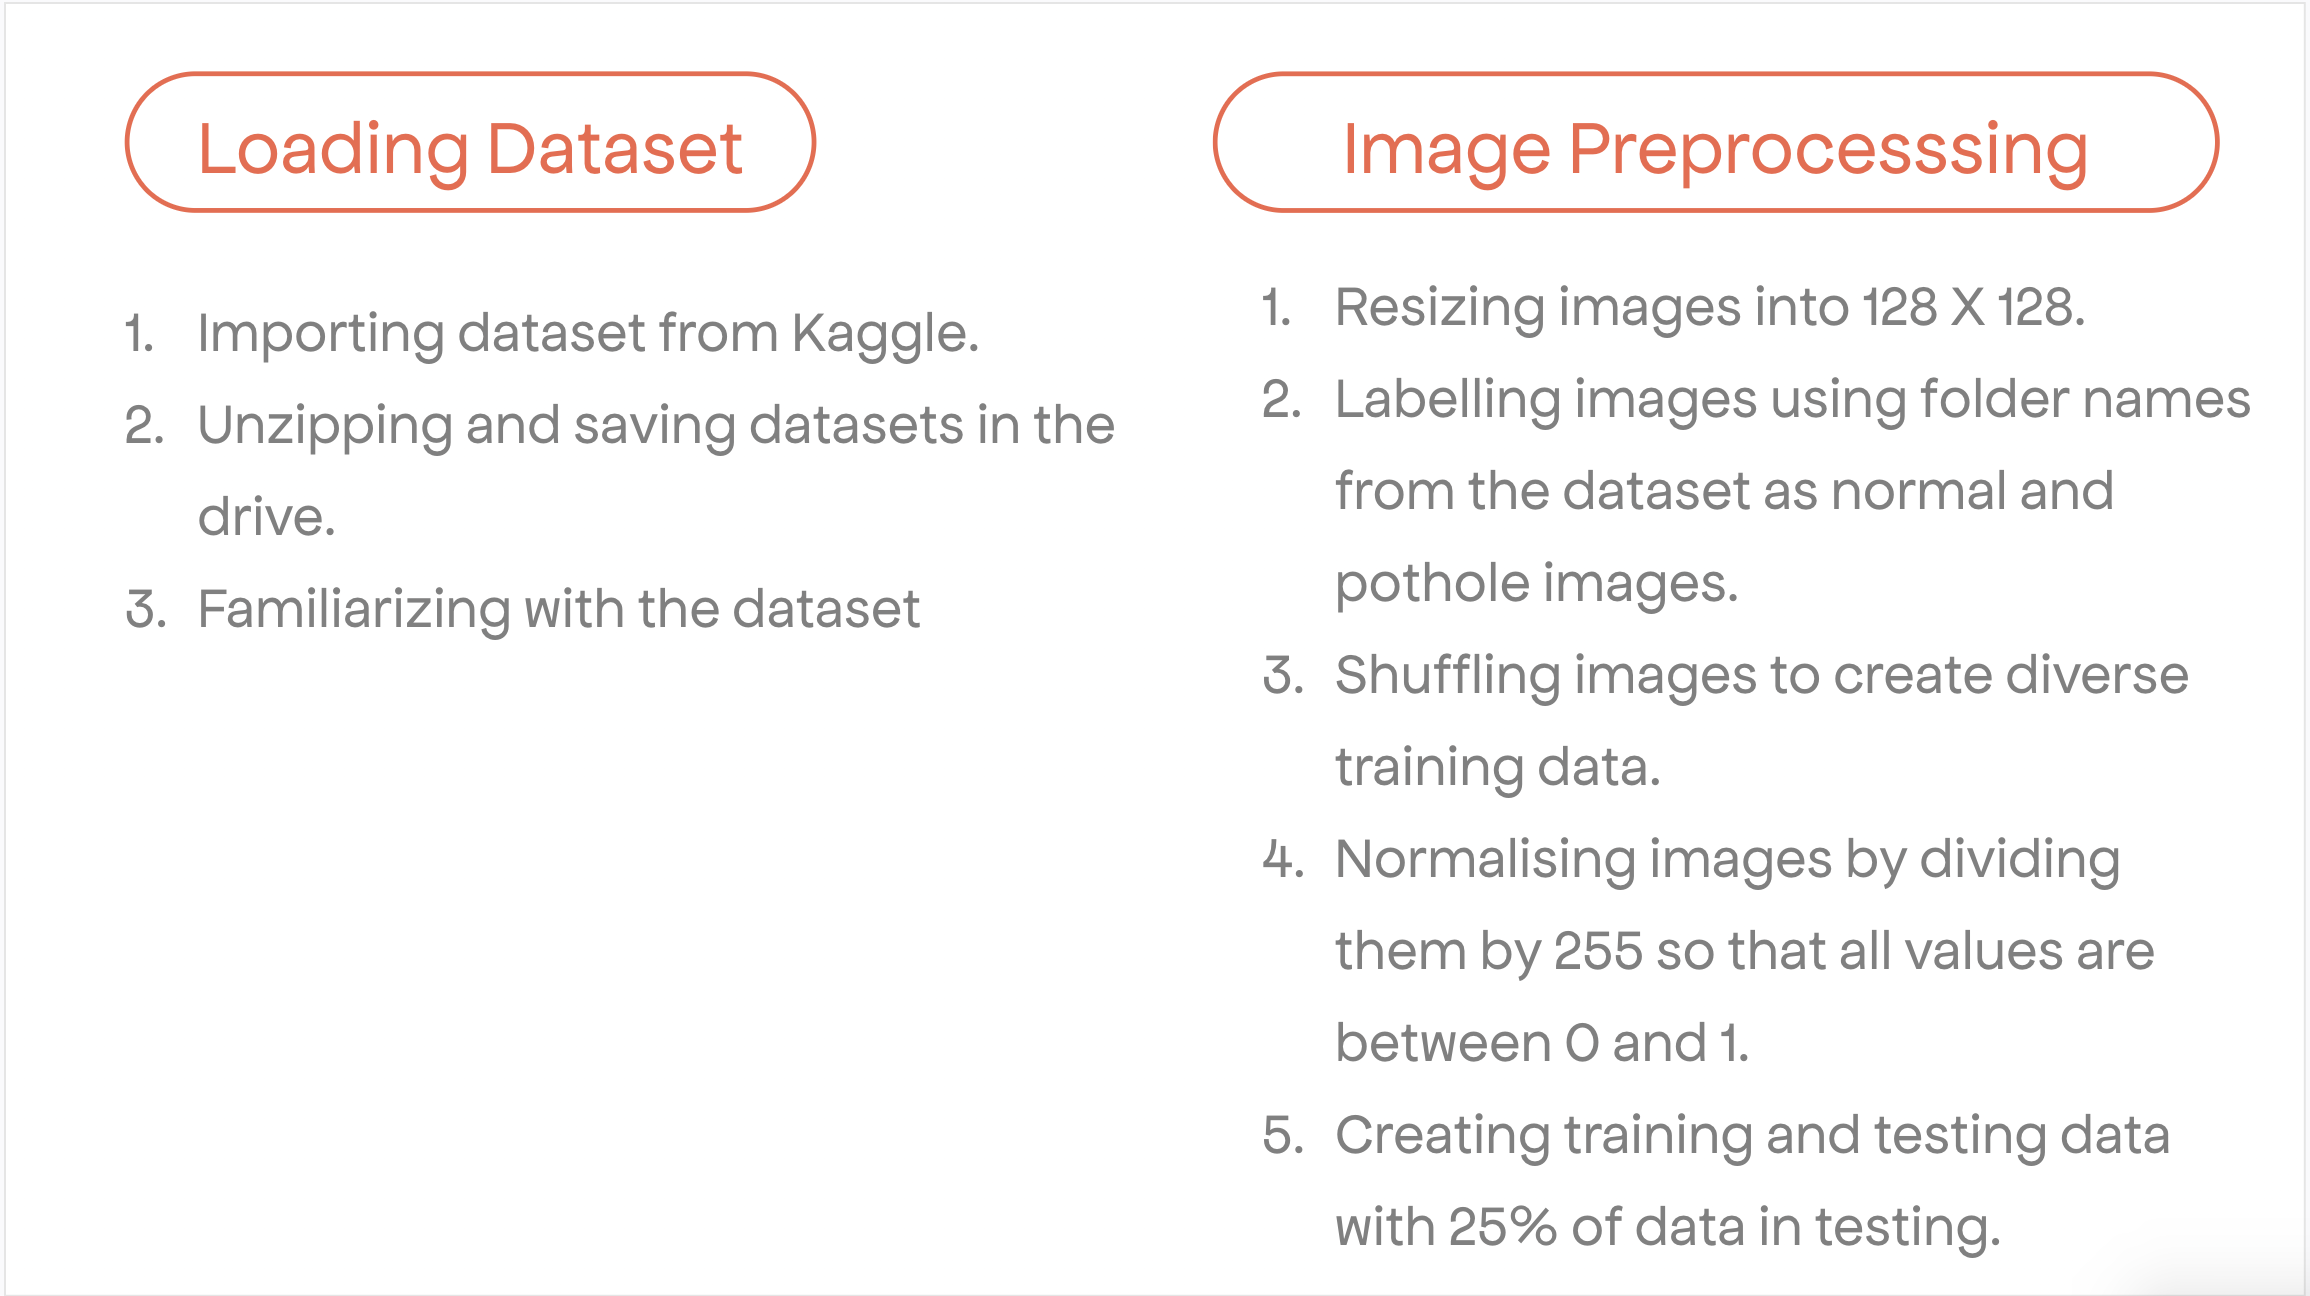 Loading Dataset
1. Importing dataset from Kaggle.
2. Unzipping and saving datasets in the
drive.
3. Familiarizing with the dataset
Image Preprocesssing
1. Resizing images into 128 X 128.
2. Labelling images using folder names
from the dataset as normal and
pothole images.
3. Shuffling images to create diverse
training data.
4. Normalising images by dividing
them by 255 so that all values are
between 0 and 1.
5. Creating training and testing data
with 25% of data in testing.